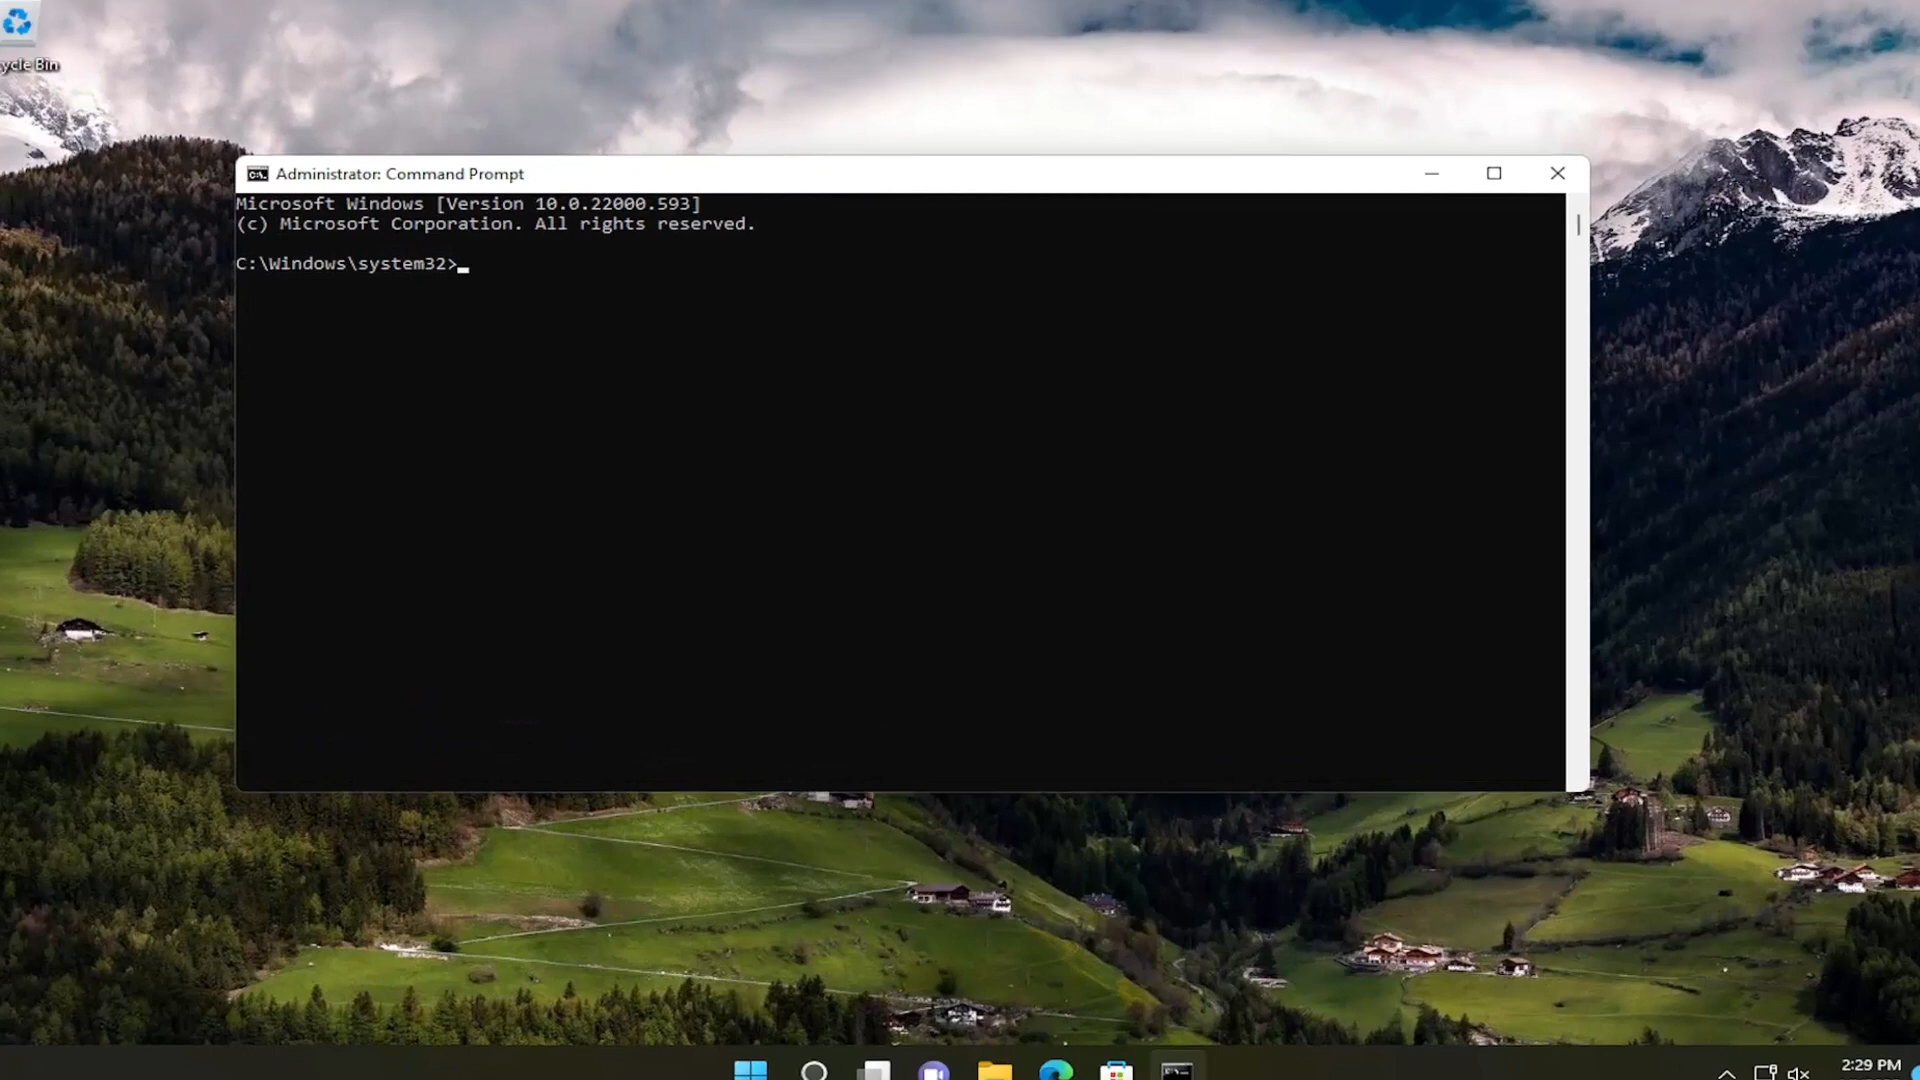 ycle Bin
Administrator: Command Prompt
Microsoft Windows [Version 10.0.22000.593]
(c) Microsoft Corporation. All rights reserved.
C:\Windows\system32>
2:29 PM